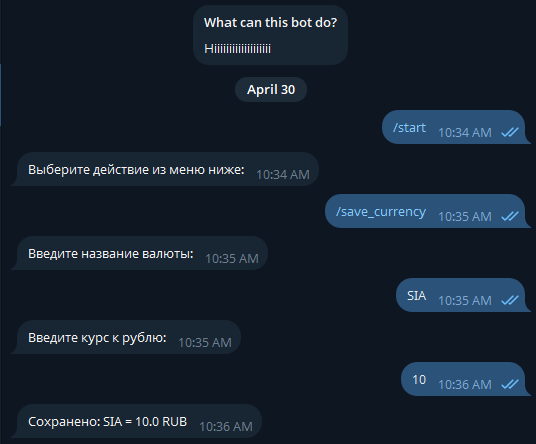 What can this bot do?
Hiiiiiiiiiiiiiiiiiii
April 30
/start 10:34 AM
Выберите действие из меню ниже: 10:34 AM
/save_currency 10:35 AM
Введите название валюты: 10:35 AM
SIA 10:35 AM
Введите курс к рублю: 10:35 AM
10 10:36 AM
Сохранено: SIA = 10.0 RUB 10:36 AM